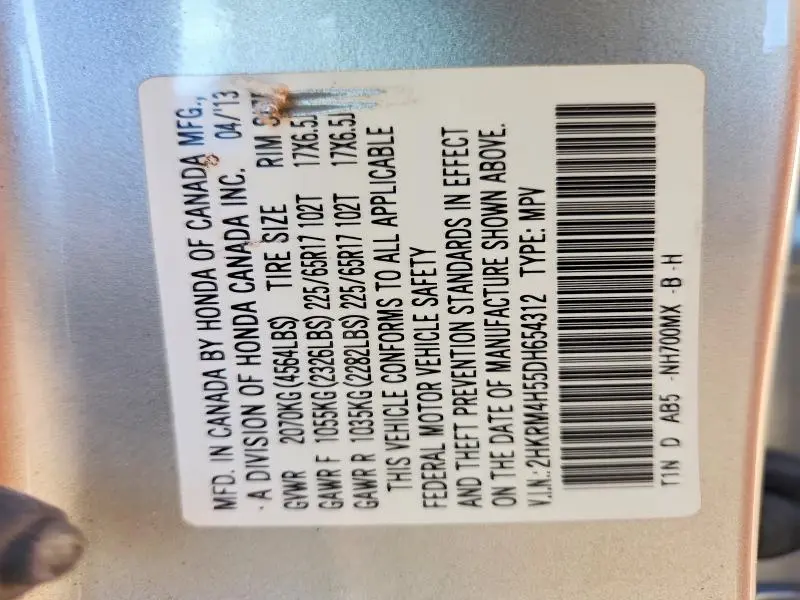 MFD. IN CANADA BY HONDA OF CANADA MFG.,
A DIVISION OF HONDA CANADA INC. 04/'13
GVWR 2070KG(4564LBS) TIRE SIZE RIM
GAWR F 1055KG(2326LBS) 225/65R17 102T 17X6.5J
GAWR R 1035KG(2282LBS) 225/65R17 102T 17X6.5J
THIS VEHICLE CONFORMS TO ALL APPLICABLE
FEDERAL MOTOR VEHICLE SAFETY
AND THEFT PREVENTION STANDARDS IN EFFECT
ON THE DATE OF MANUFACTURE SHOWN ABOVE.
V.I.N.: 2HKRM4H55DH654312 TYPE: MPV
T1N D AB5 -NH700MX -B -H